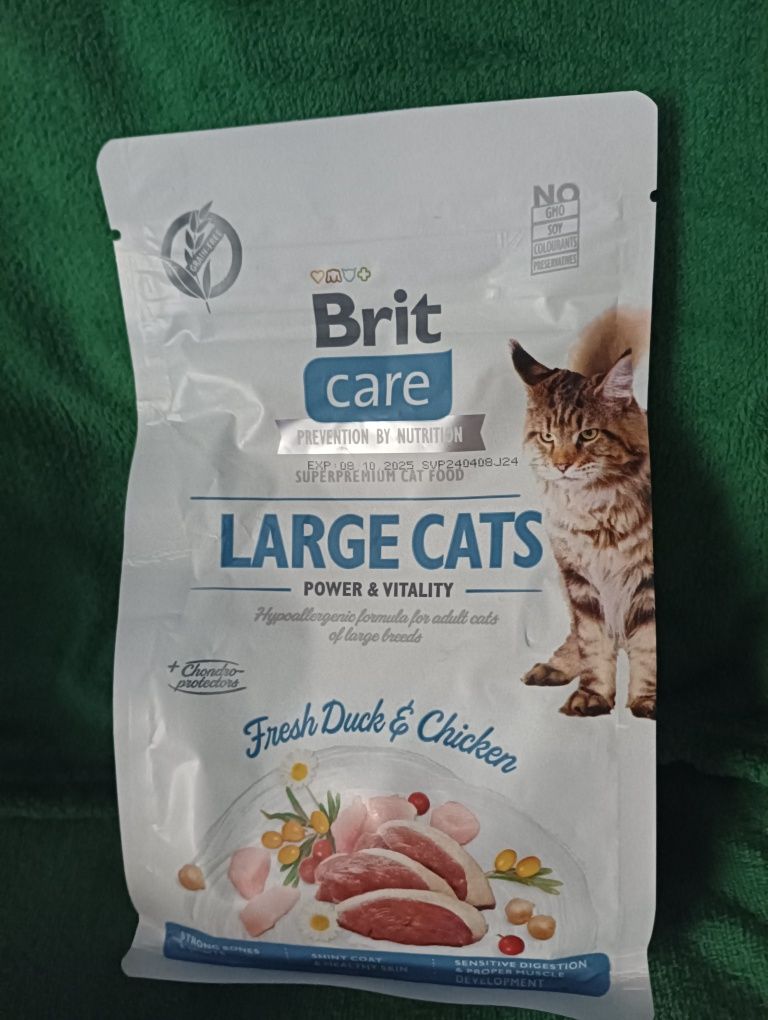 GRAIN FREE
NO
GMO
SOY
COLOURANTS
PRESERVATIVES
Brit
care
PREVENTION BY NUTRITION
EXP:08 10 2025 SVP240408J24
SUPERPREMIUM CAT FOOD
LARGE CATS
POWER & VITALITY
Hypoallergenic formula for adult cats
of large breeds
+ Chondro-
protectors
Fresh Duck & Chicken
STRONG BONES
SHINY COAT
& HEALTHY SKIN
SENSITIVE DIGESTION
& PROPER MUSCLE
DEVELOPMENT